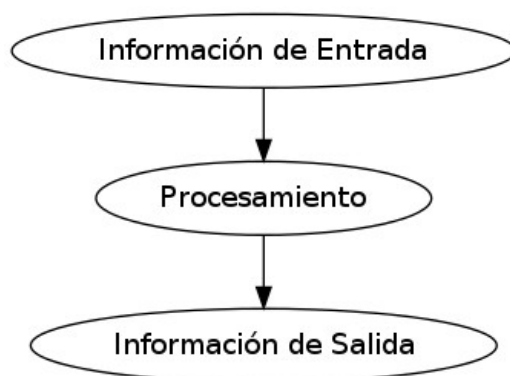 Información de Entrada
Procesamiento
Información de Salida